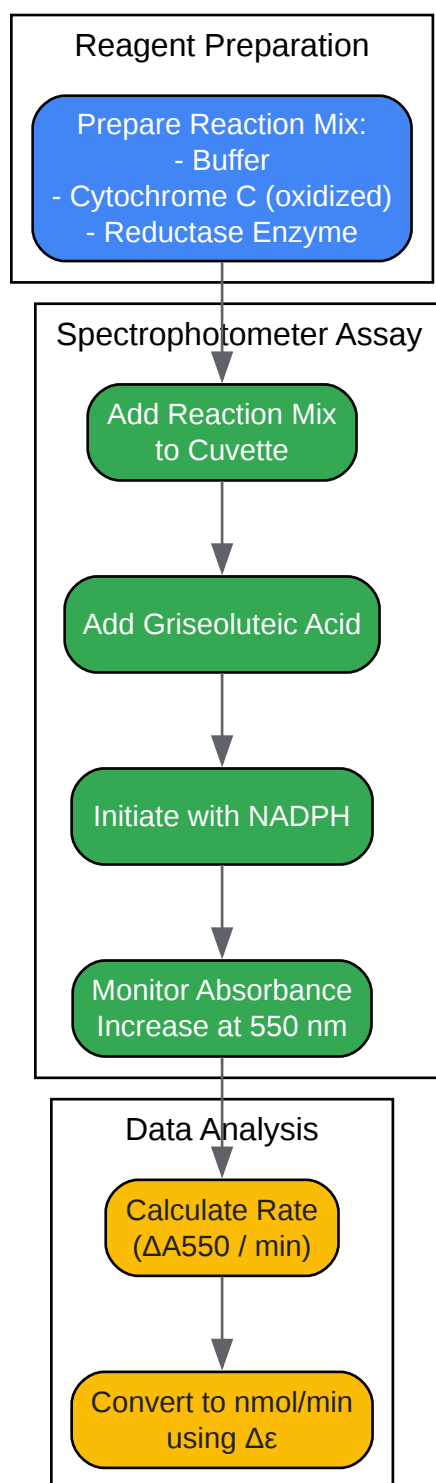 Reagent Preparation
Prepare Reaction Mix:
- Buffer
- Cytochrome C (oxidized)
- Reductase Enzyme
Spectrophotometer Assay
Add Reaction Mix
to Cuvette
Add Griseoluteic Acid
Initiate with NADPH
Monitor Absorbance
Increase at 550 nm
Data Analysis
Calculate Rate
(ΔA550 / min)
Convert to nmol/min
using Δε